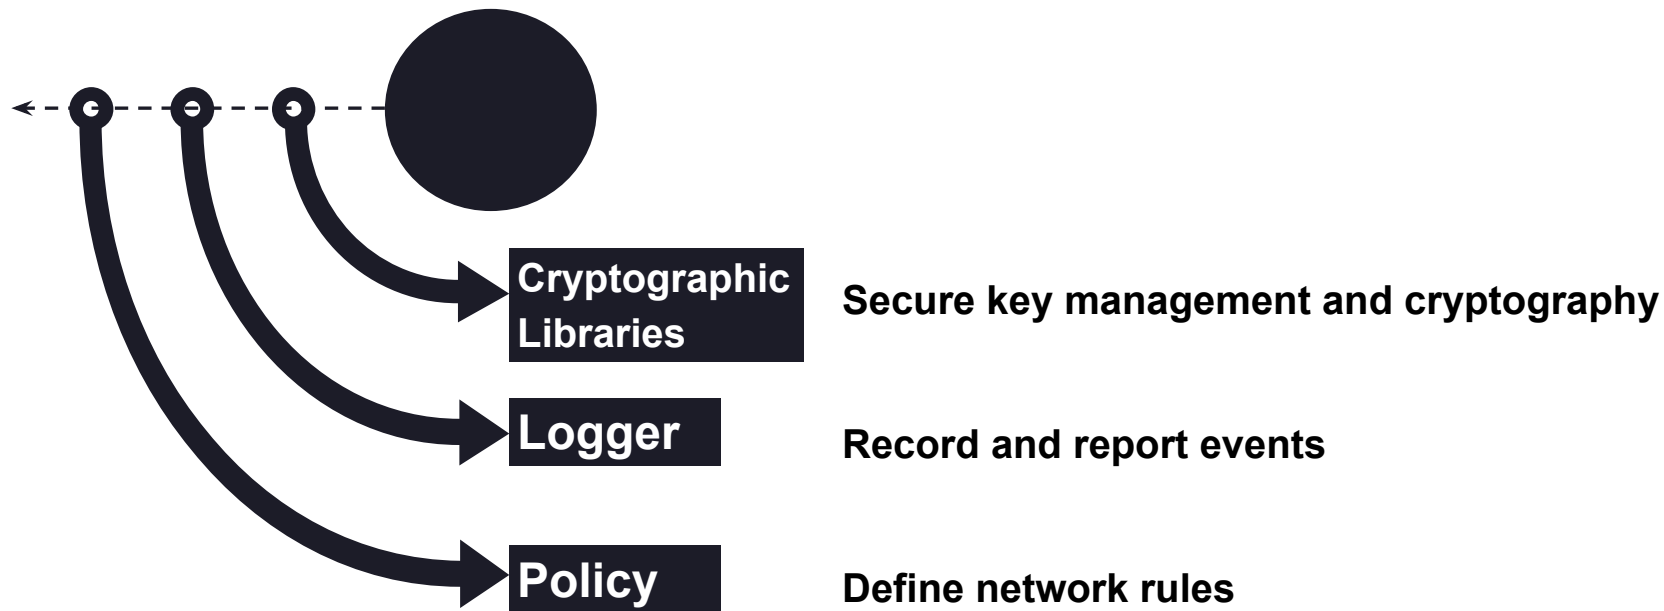 Cryptographic
Libraries
Secure key management and cryptography
Logger
Record and report events
Policy
Define network rules